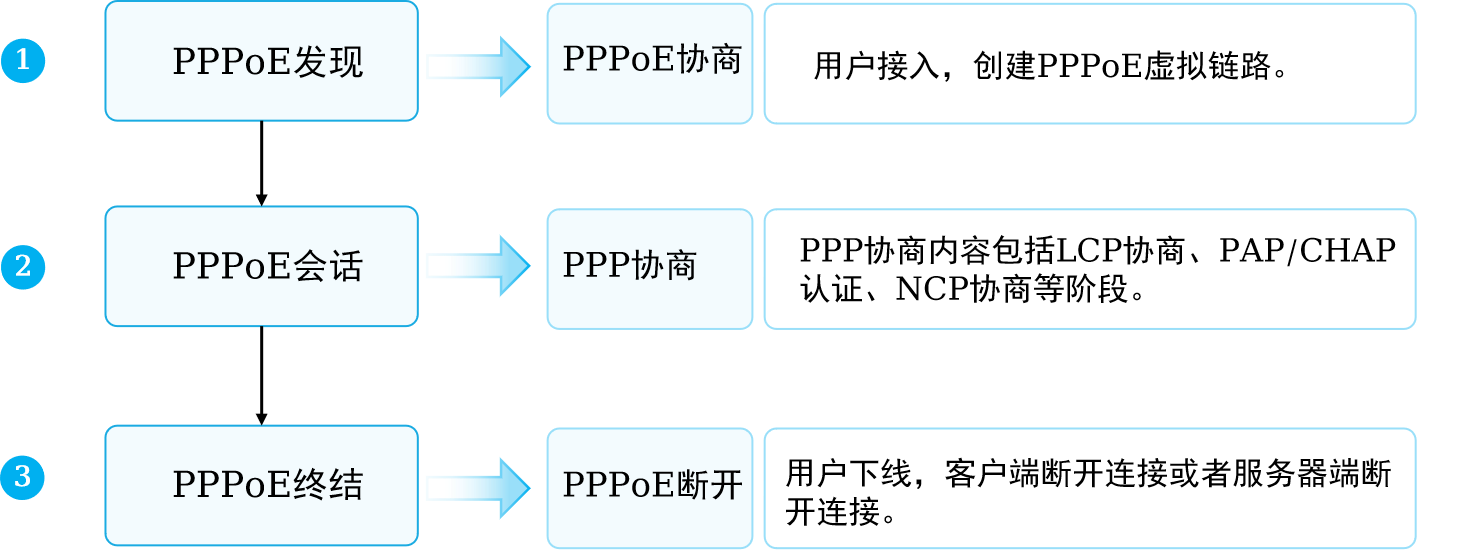 1
PPPoE发现
PPPoE协商
用户接入，创建PPPoE虚拟链路。
2
PPPoE会话
PPP协商
PPP协商内容包括LCP协商、PAP/CHAP
认证、NCP协商等阶段。
3
PPPoE终结
PPPoE断开
用户下线，客户端断开连接或者服务器端断
开连接。